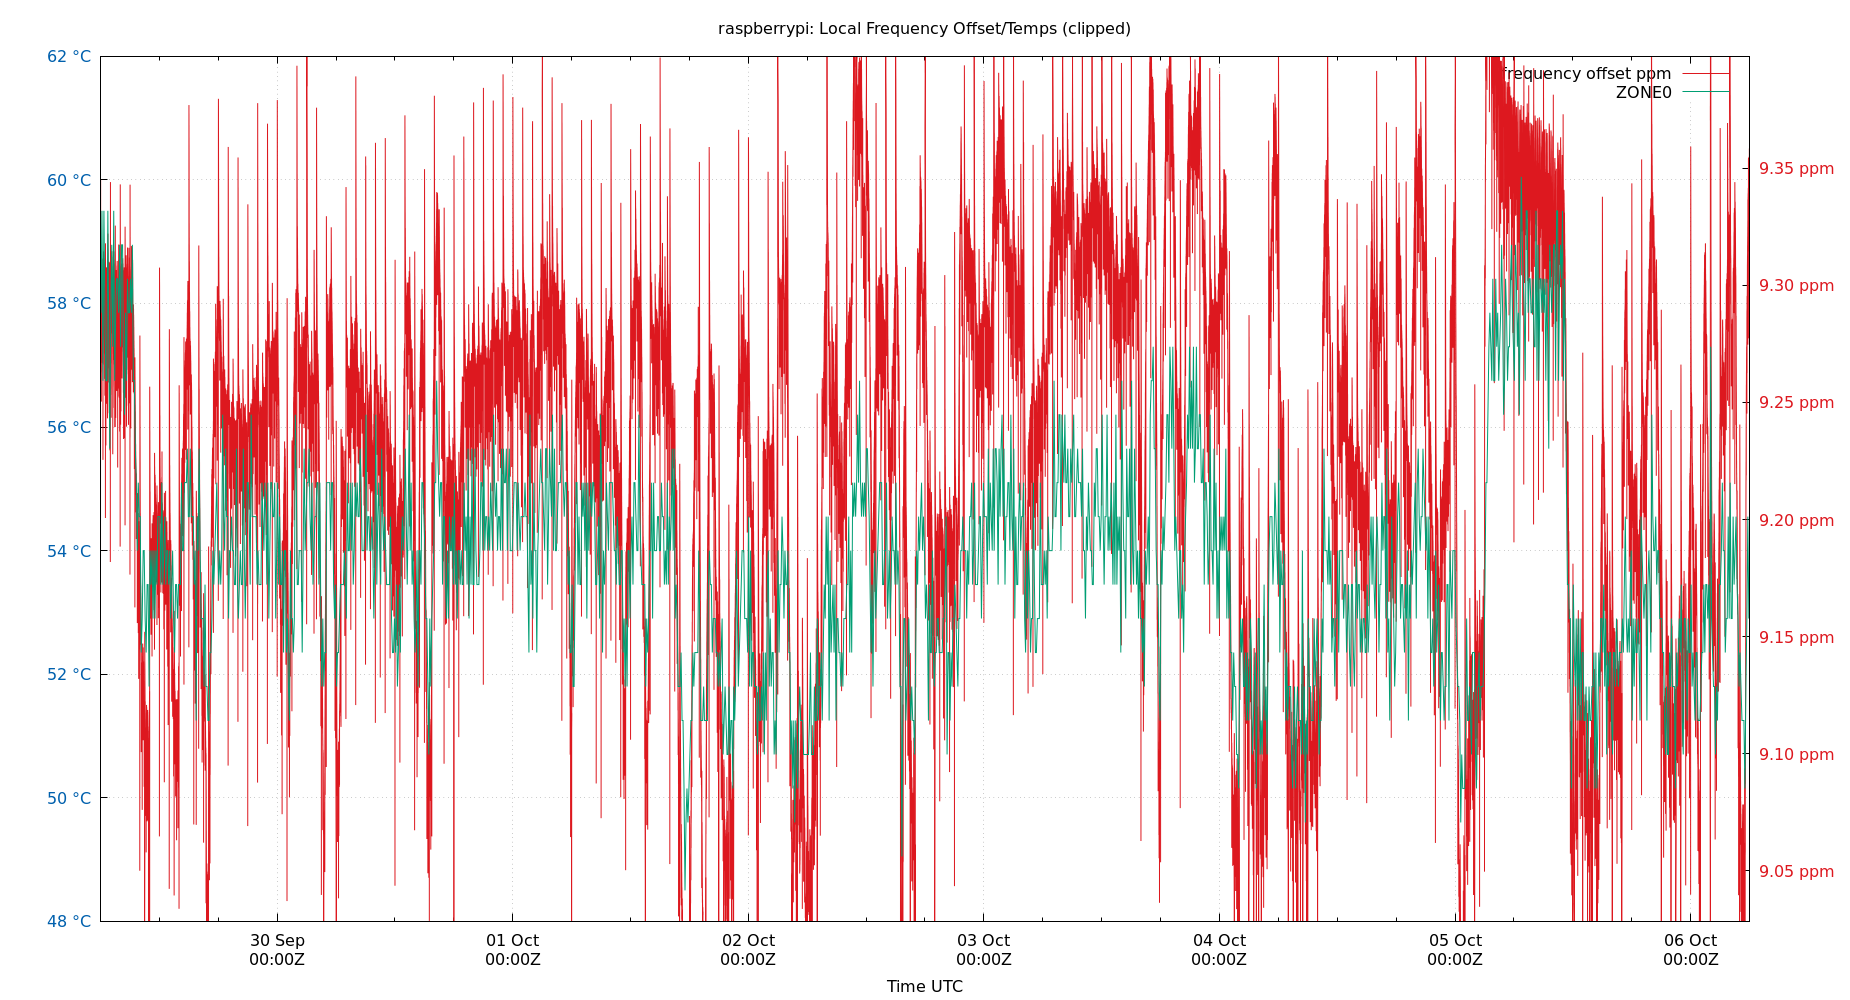 raspberrypi: Local Frequency Offset/Temps (clipped)
62 °C
60 °C
58 °C
56 °C
54 °C
52 °C
50 °C
48 °C
frequency offset ppm
ZONE0
9.35 ppm
9.30 ppm
9.25 ppm
9.20 ppm
9.15 ppm
9.10 ppm
9.05 ppm
30 Sep
00:00Z
01 Oct
00:00Z
02 Oct
00:00Z
03 Oct
00:00Z
04 Oct
00:00Z
05 Oct
00:00Z
06 Oct
00:00Z
Time UTC